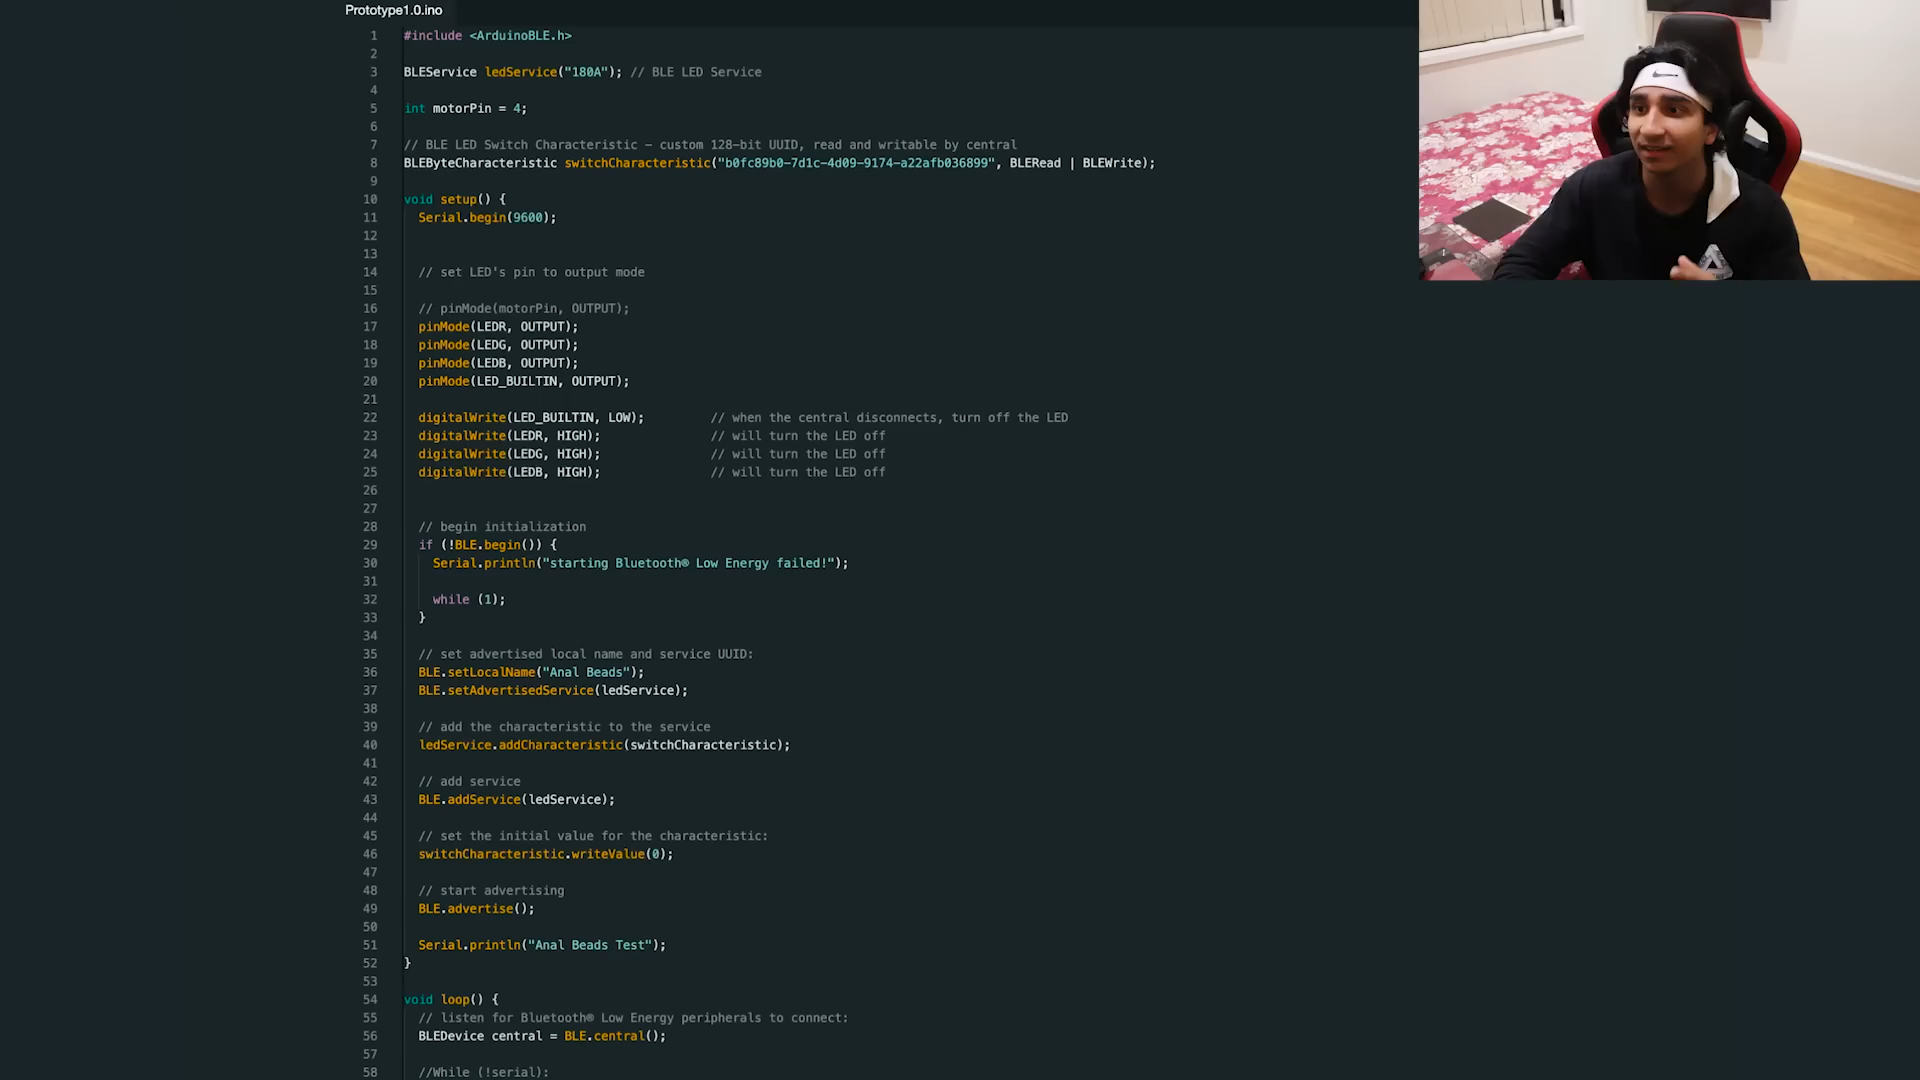 Prototype1.0.ino
1 #include <ArduinoBLE.h>
2
3 BLEService ledService("180A"); // BLE LED Service
4
5 int motorPin = 4;
6
7 // BLE LED Switch Characteristic - custom 128-bit UUID, read and writable by central
8 BLEByteCharacteristic switchCharacteristic("b0fc89b0-7d1c-4d09-9174-a22afb036899", BLERead | BLEWrite);
9
10 void setup() {
11 Serial.begin(9600);
12
13
14 // set LED's pin to output mode
15
16 // pinMode(motorPin, OUTPUT);
17 pinMode(LEDR, OUTPUT);
18 pinMode(LEDG, OUTPUT);
19 pinMode(LEDB, OUTPUT);
20 pinMode(LED_BUILTIN, OUTPUT);
21
22 digitalWrite(LED_BUILTIN, LOW); // when the central disconnects, turn off the LED
23 digitalWrite(LEDR, HIGH); // will turn the LED off
24 digitalWrite(LEDG, HIGH); // will turn the LED off
25 digitalWrite(LEDB, HIGH); // will turn the LED off
26
27
28 // begin initialization
29 if (!BLE.begin()) {
30 Serial.println("starting Bluetooth® Low Energy failed!");
31
32 while (1);
33 }
34
35 // set advertised local name and service UUID:
36 BLE.setLocalName("Anal Beads");
37 BLE.setAdvertisedService(ledService);
38
39 // add the characteristic to the service
40 ledService.addCharacteristic(switchCharacteristic);
41
42 // add service
43 BLE.addService(ledService);
44
45 // set the initial value for the characteristic:
46 switchCharacteristic.writeValue(0);
47
48 // start advertising
49 BLE.advertise();
50
51 Serial.println("Anal Beads Test");
52 }
53
54 void loop() {
55 // listen for Bluetooth® Low Energy peripherals to connect:
56 BLEDevice central = BLE.central();
57
58 //While (!serial):